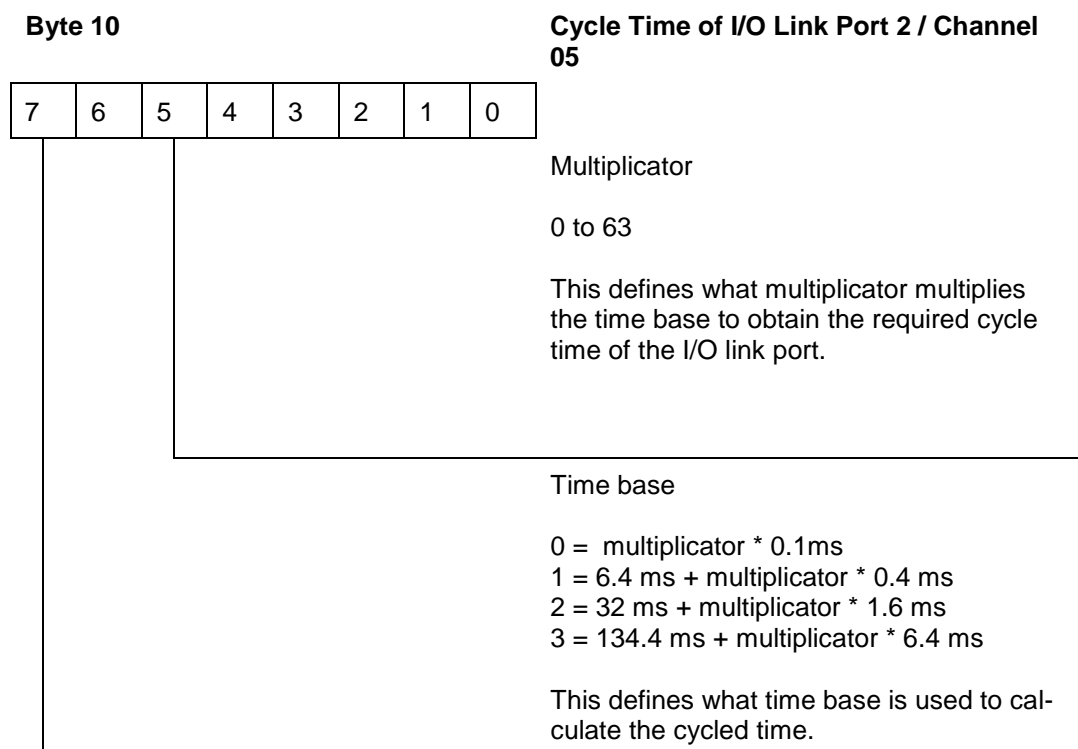 Byte 10
Cycle Time of I/O Link Port 2 / Channel
05
7 6 5 4 3 2 1 0
Multiplicator
0 to 63
This defines what multiplicator multiplies
the time base to obtain the required cycle
time of the I/O link port.
Time base
0 = multiplicator * 0.1ms
1 = 6.4 ms + multiplicator * 0.4 ms
2 = 32 ms + multiplicator * 1.6 ms
3 = 134.4 ms + multiplicator * 6.4 ms
This defines what time base is used to cal-
culate the cycled time.